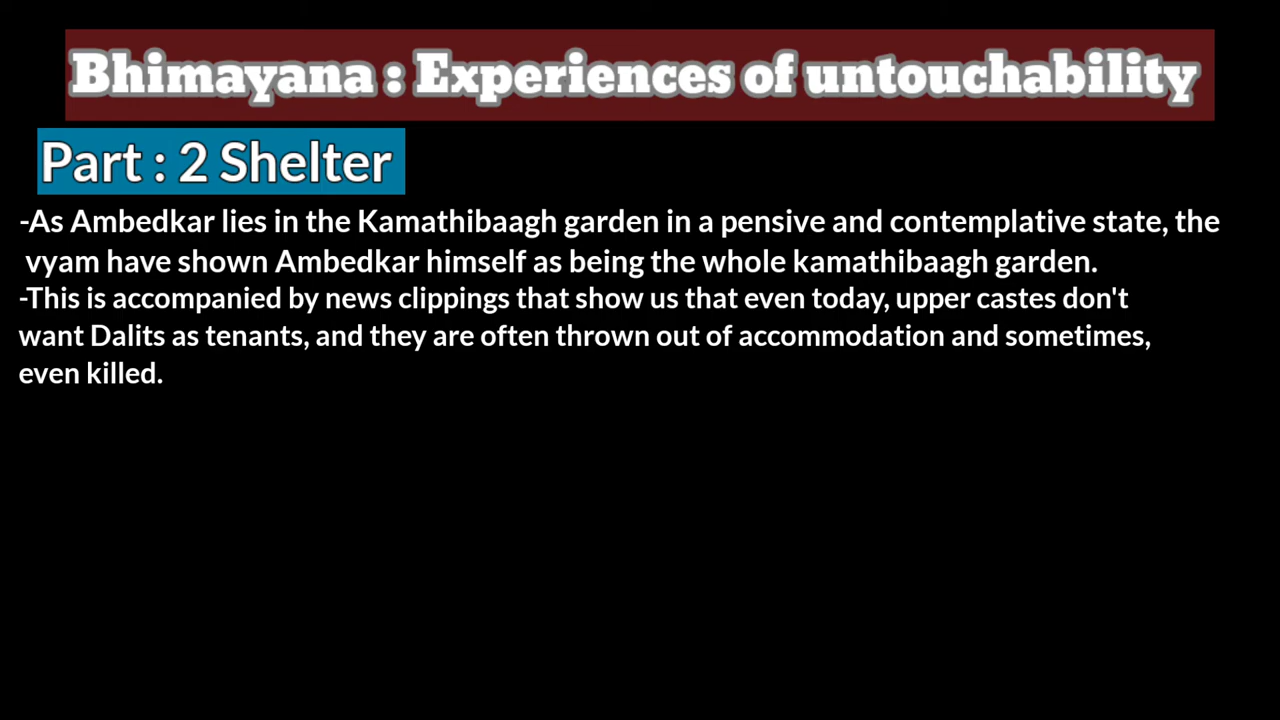 Bhimayana : Experiences of untouchability
Part : 2 Shelter
-As Ambedkar lies in the Kamathibaagh garden in a pensive and contemplative state, the
vyam have shown Ambedkar himself as being the whole kamathibaagh garden.
-This is accompanied by news clippings that show us that even today, upper castes don't
want Dalits as tenants, and they are often thrown out of accommodation and sometimes,
even killed.